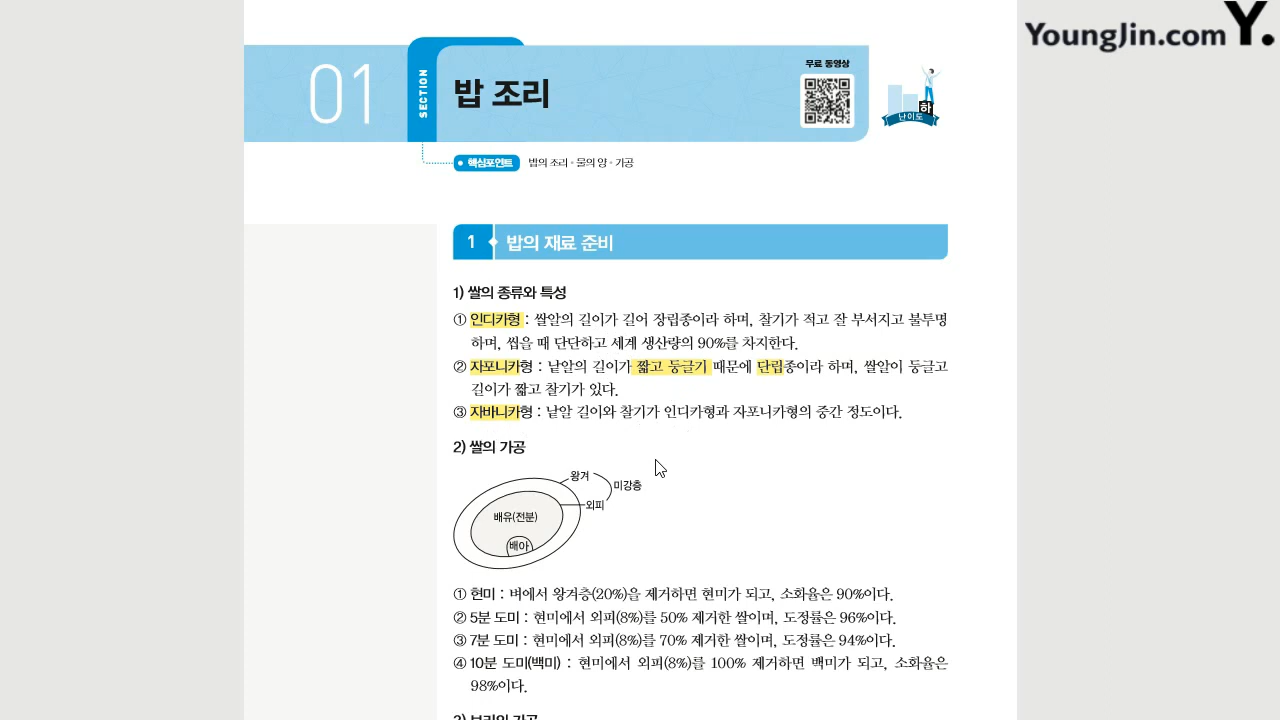 YoungJin.com Y.
01
SECTION
밥 조리
무료 동영상
난이도 하
핵심포인트 밥의 조리 • 물의 양 • 가공
1 밥의 재료 준비
1) 쌀의 종류와 특성
① 인디카형 : 쌀알의 길이가 길어 장립종이라 하며, 찰기가 적고 잘 부서지고 불투명
하며, 씹을 때 단단하고 세계 생산량의 90%를 차지한다.
② 자포니카형 : 낱알의 길이가 짧고 둥글기 때문에 단립종이라 하며, 쌀알이 둥글고
길이가 짧고 찰기가 있다.
③ 자바니카형 : 낱알 길이와 찰기가 인디카형과 자포니카형의 중간 정도이다.
2) 쌀의 가공
왕겨
미강층
외피
배유(전분)
배아
① 현미 : 벼에서 왕겨층(20%)을 제거하면 현미가 되고, 소화율은 90%이다.
② 5분 도미 : 현미에서 외피(8%)를 50% 제거한 쌀이며, 도정률은 96%이다.
③ 7분 도미 : 현미에서 외피(8%)를 70% 제거한 쌀이며, 도정률은 94%이다.
④ 10분 도미(백미) : 현미에서 외피(8%)를 100% 제거하면 백미가 되고, 소화율은
98%이다.
3) 보리의 가공